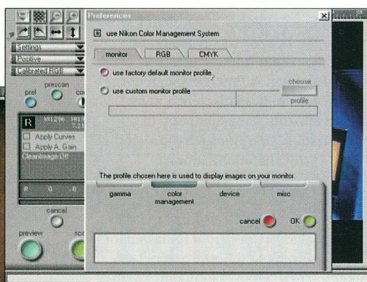 Preferences
use Nikon Color Management System
Settings
Positive
Calibrated RGB
monitor RGB CMYK
use factory default monitor profile
use custom monitor profile
choose
profile
pref
prescan
R
Apply Curves
Apply A. Gain
CleanImage Off
The profile chosen here is used to display images on your monitor.
gamma
color management
device
misc
cancel
OK
cancel
preview